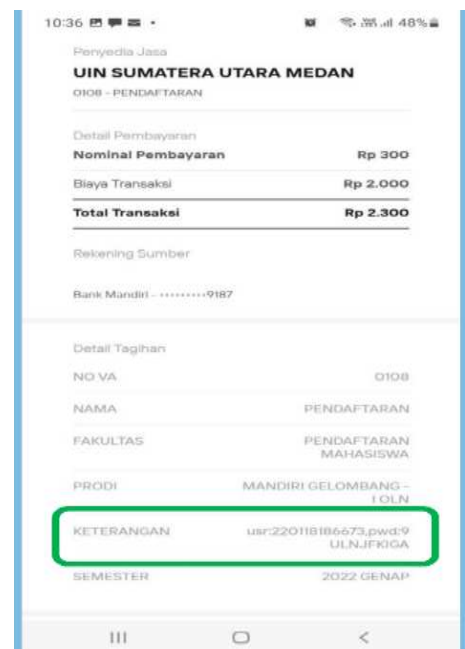 10:36
48%
Penyedia Jasa
UIN SUMATERA UTARA MEDAN
0108 - PENDAFTARAN
Detail Pembayaran
Nominal Pembayaran Rp 300
Biaya Transaksi Rp 2.000
Total Transaksi Rp 2.300
Rekening Sumber
Bank Mandiri - •••••••••9187
Detail Tagihan
NO VA 0108
NAMA PENDAFTARAN
FAKULTAS PENDAFTARAN
MAHASISWA
PRODI MANDIRI GELOMBANG -
I OLN
KETERANGAN usr:220118186673,pwd:9
ULNJFKIGA
SEMESTER 2022 GENAP